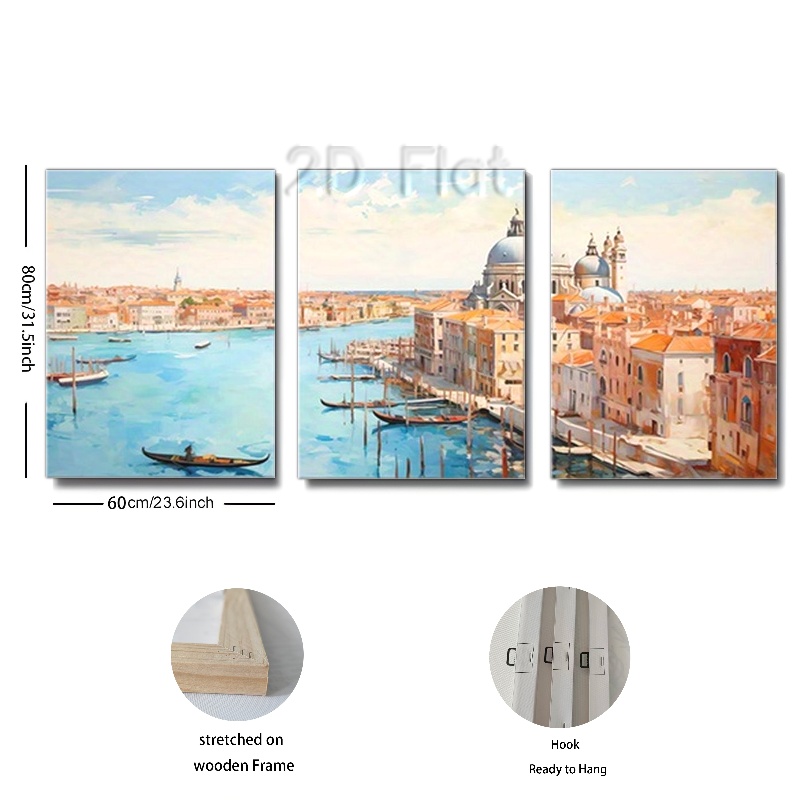 2D Flat
80cm/31.5inch
60cm/23.6inch
stretched on
wooden Frame
Hook
Ready to Hang